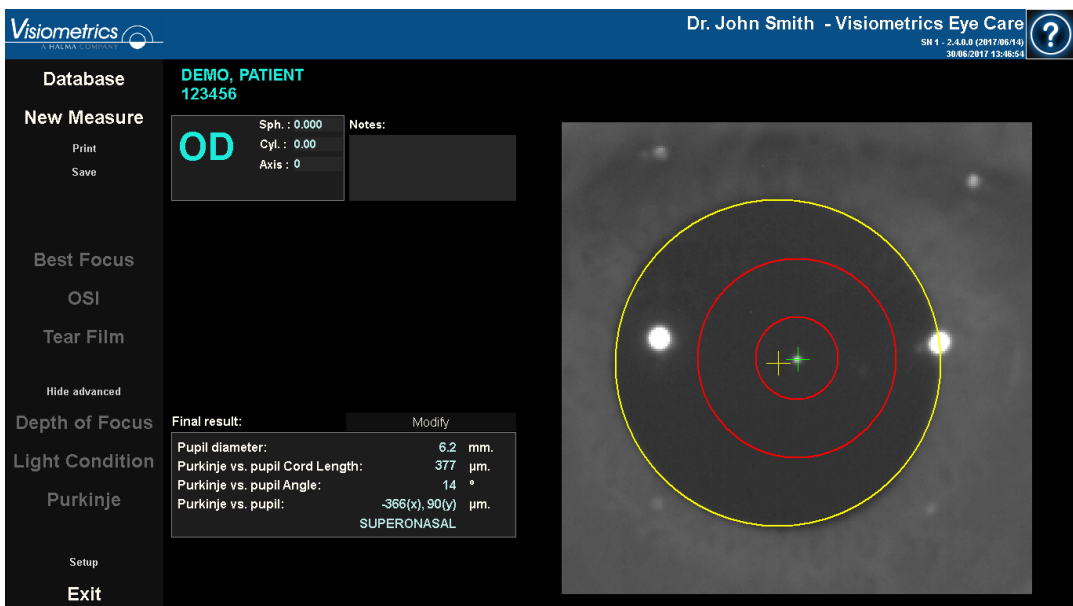 Visiometrics
A HALMA COMPANY
Dr. John Smith - Visiometrics Eye Care
SN 1 - 2.4.0.0 (2017/06/14)
30/06/2017 13:46:54
?
Database
New Measure
Print
Save
Best Focus
OSI
Tear Film
Hide advanced
Depth of Focus
Light Condition
Purkinje
Setup
Exit
DEMO, PATIENT
123456
OD
Sph. : 0.000
Cyl. : 0.00
Axis : 0
Notes:
Final result:
Modify
Pupil diameter: 6.2 mm.
Purkinje vs. pupil Cord Length: 377 µm.
Purkinje vs. pupil Angle: 14 º
Purkinje vs. pupil: -366(x), 90(y) µm.
SUPERONASAL